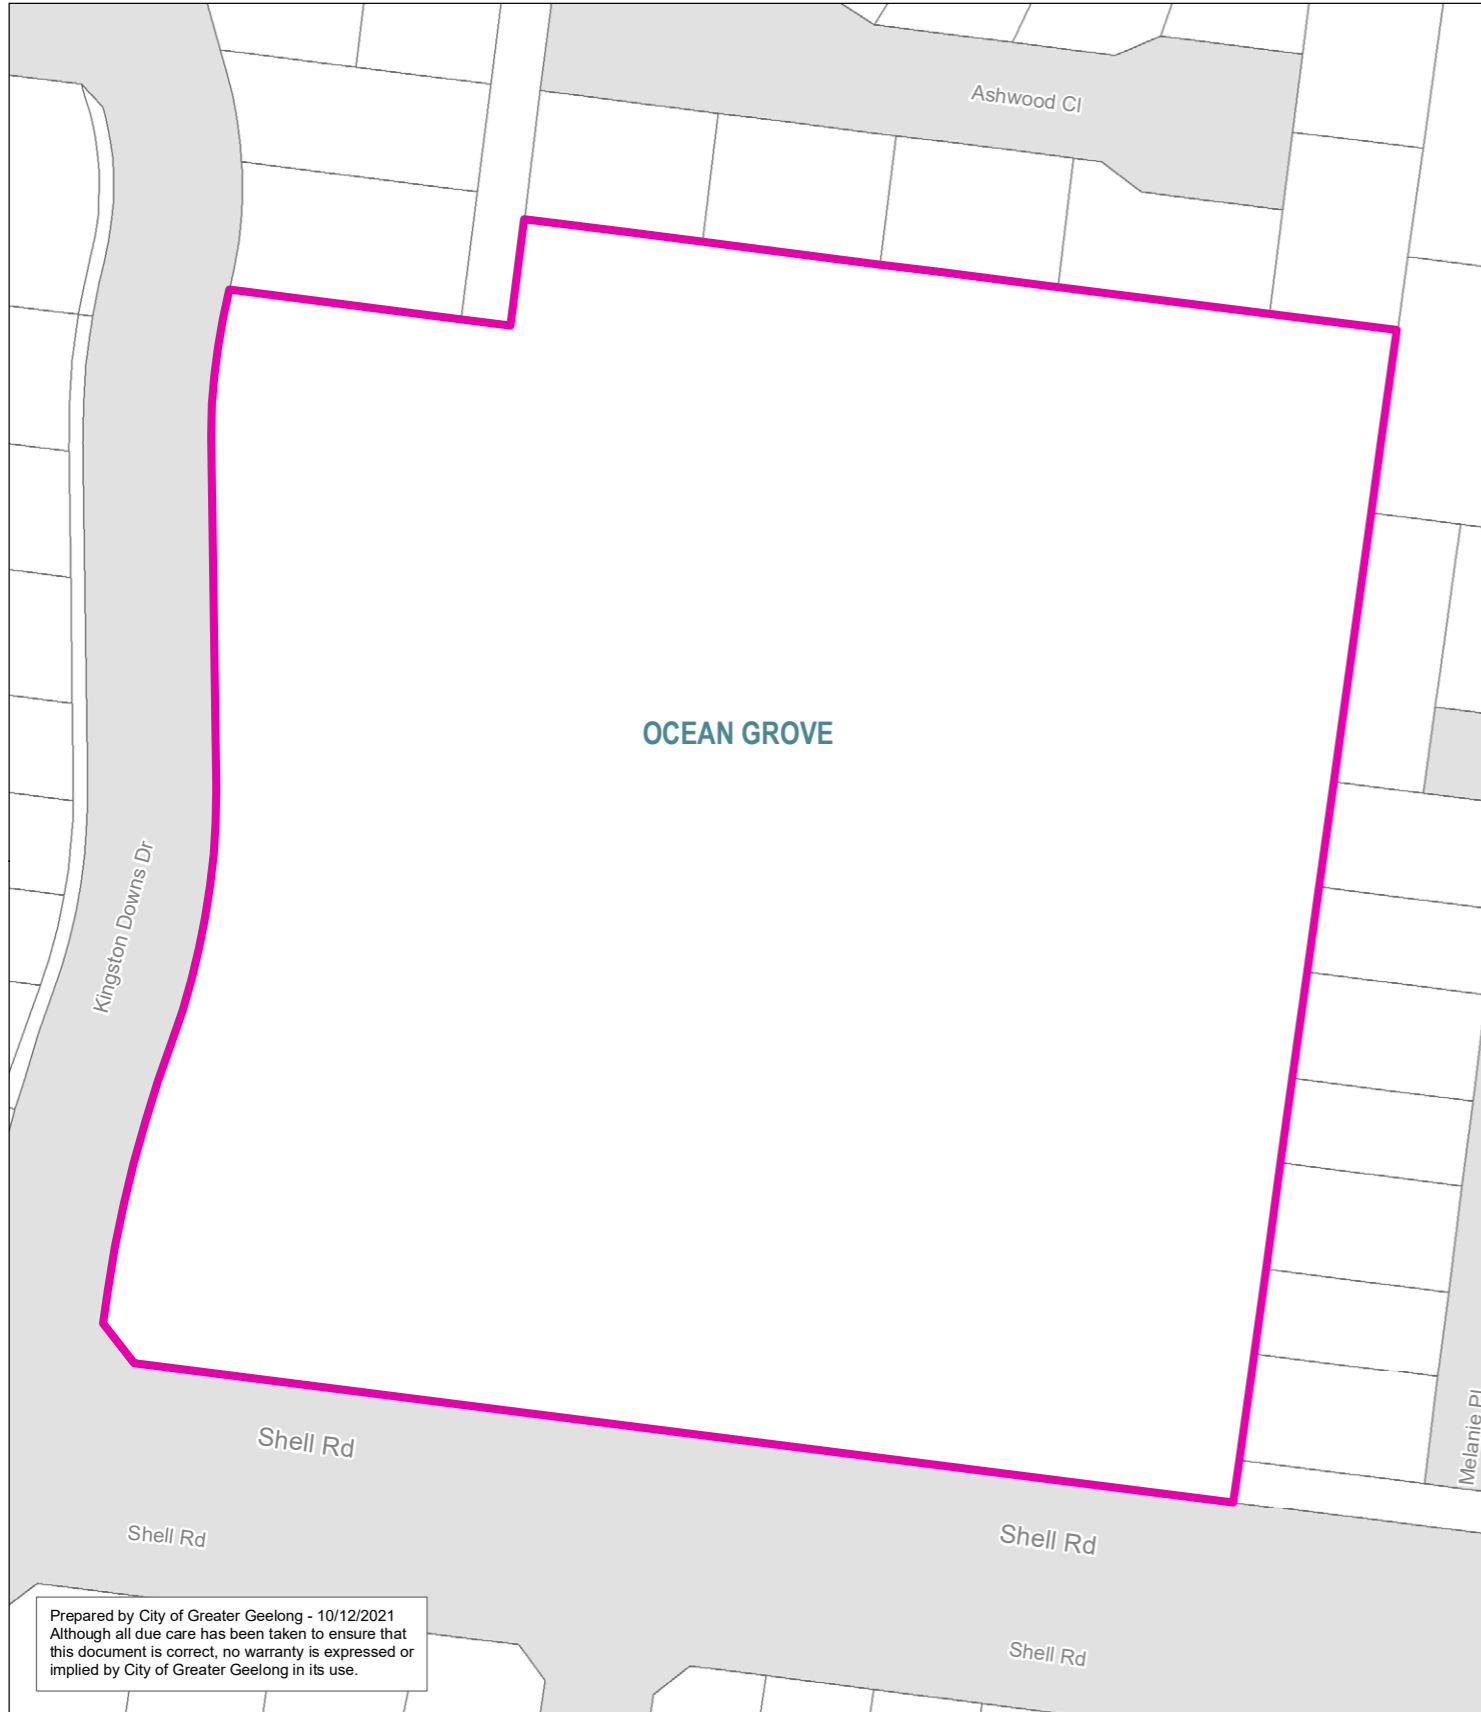 Ashwood Cl
OCEAN GROVE
Kingston Downs Dr
Melanie Pl
Shell Rd
Shell Rd
Shell Rd
Shell Rd
Prepared by City of Greater Geelong - 10/12/2021
Although all due care has been taken to ensure that
this document is correct, no warranty is expressed or
implied by City of Greater Geelong in its use.